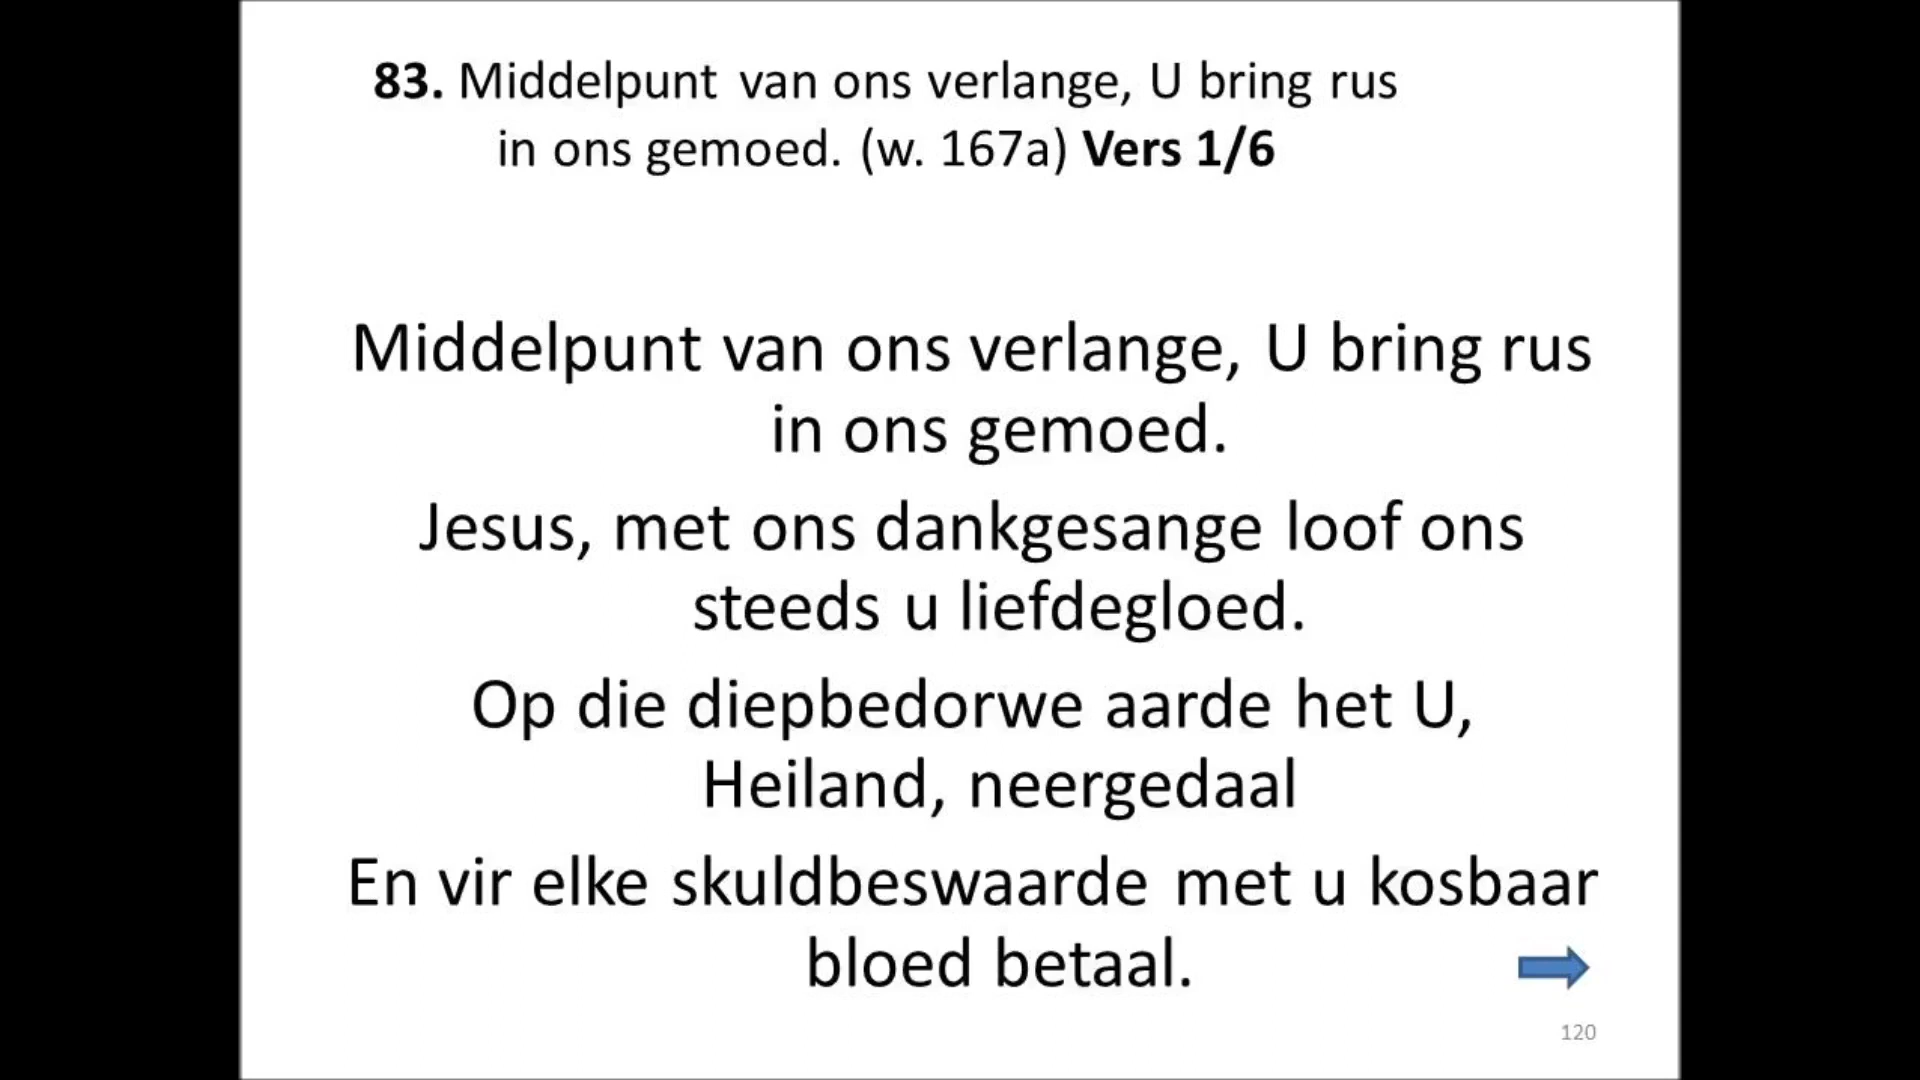 83. Middelpunt van ons verlange, U bring rus
in ons gemoed. (w. 167a) Vers 1/6
Middelpunt van ons verlange, U bring rus
in ons gemoed.
Jesus, met ons dankgesange loof ons
steeds u liefdegloed.
Op die diepbedorwe aarde het U,
Heiland, neergedaal
En vir elke skuldbeswaarde met u kosbaar
bloed betaal.
120